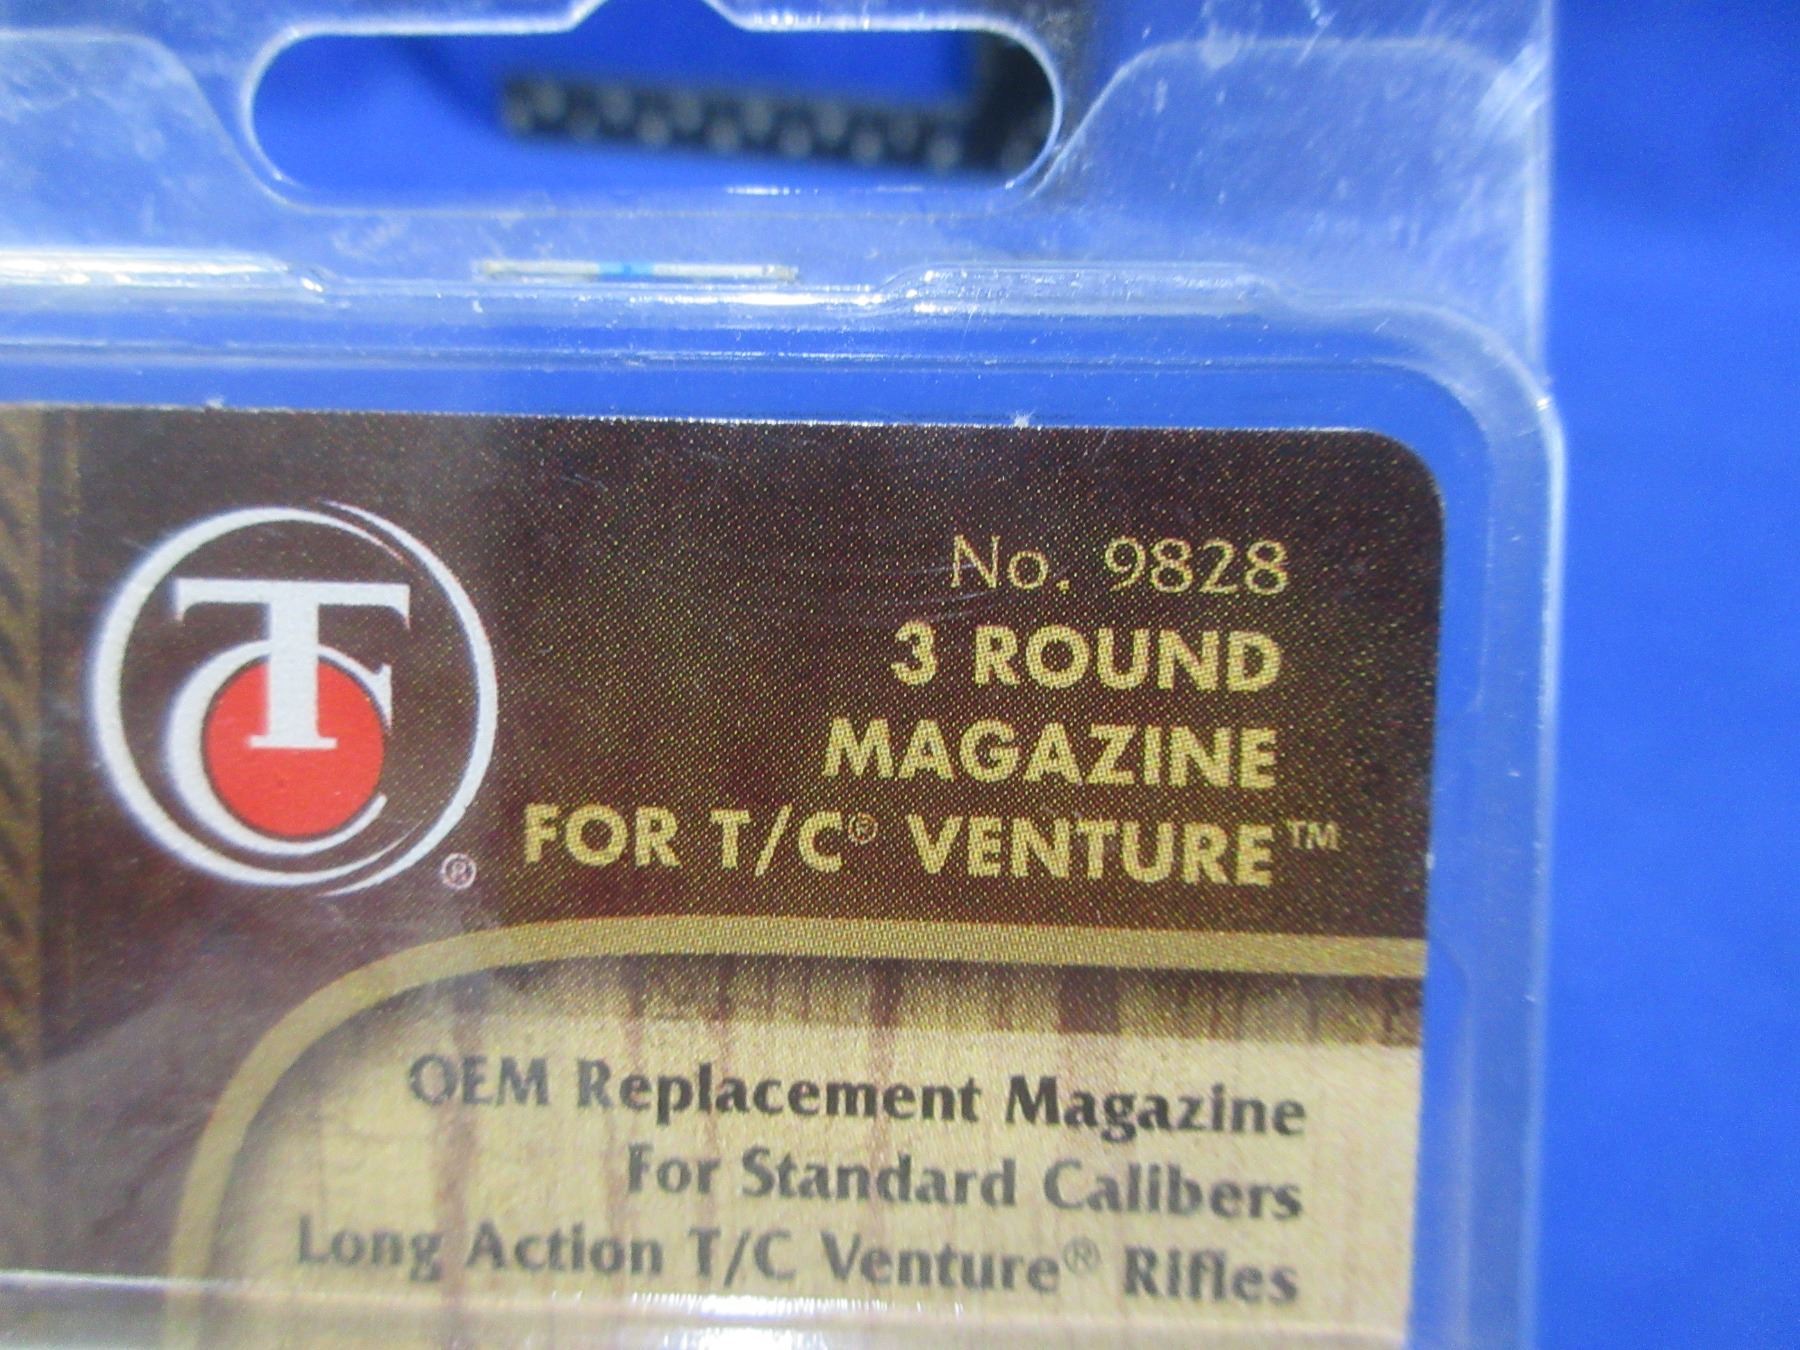 TC®
No. 9828
3 ROUND
MAGAZINE
FOR T/C® VENTURE™
OEM Replacement Magazine
For Standard Calibers
Long Action T/C Venture® Rifles